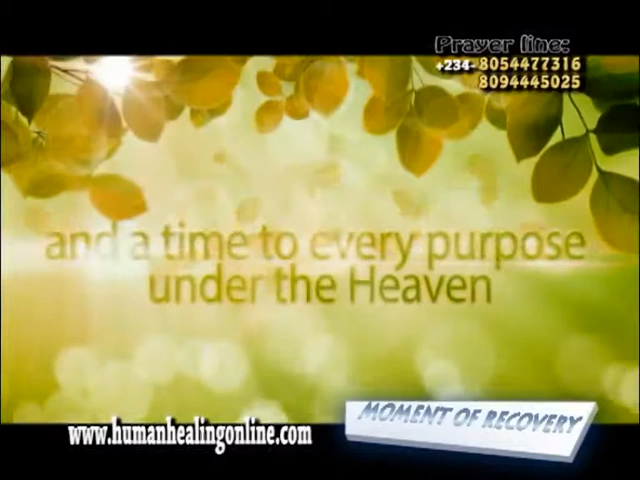 Prayer line:
+234- 8054477316
8094445025
and a time to every purpose
under the Heaven
www.humanhealingonline.com
MOMENT OF RECOVERY